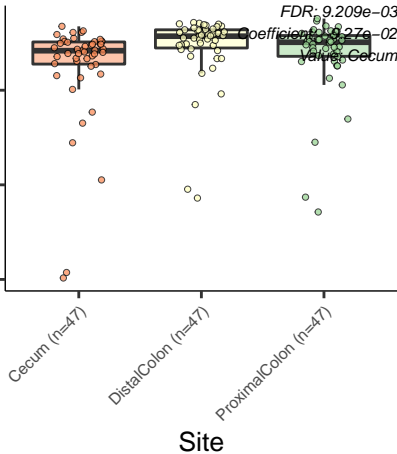 FDR: 9.209e−03
Value: Cecum
Cecum (n=47)
DistalColon (n=47)
ProximalColon (n=47)
Site